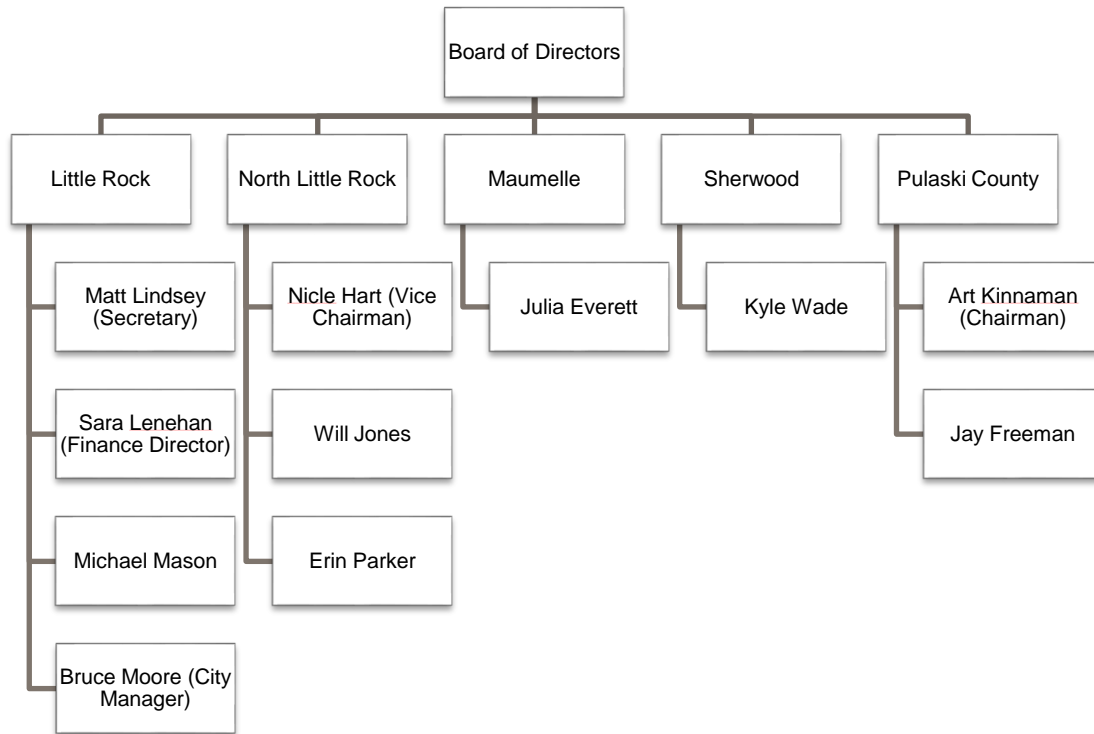 Board of Directors
Little Rock
North Little Rock
Maumelle
Sherwood
Pulaski County
Matt Lindsey
(Secretary)
Nicle Hart (Vice
Chairman)
Julia Everett
Kyle Wade
Art Kinnaman
(Chairman)
Sara Lenehan
(Finance Director)
Will Jones
Jay Freeman
Michael Mason
Erin Parker
Bruce Moore (City
Manager)